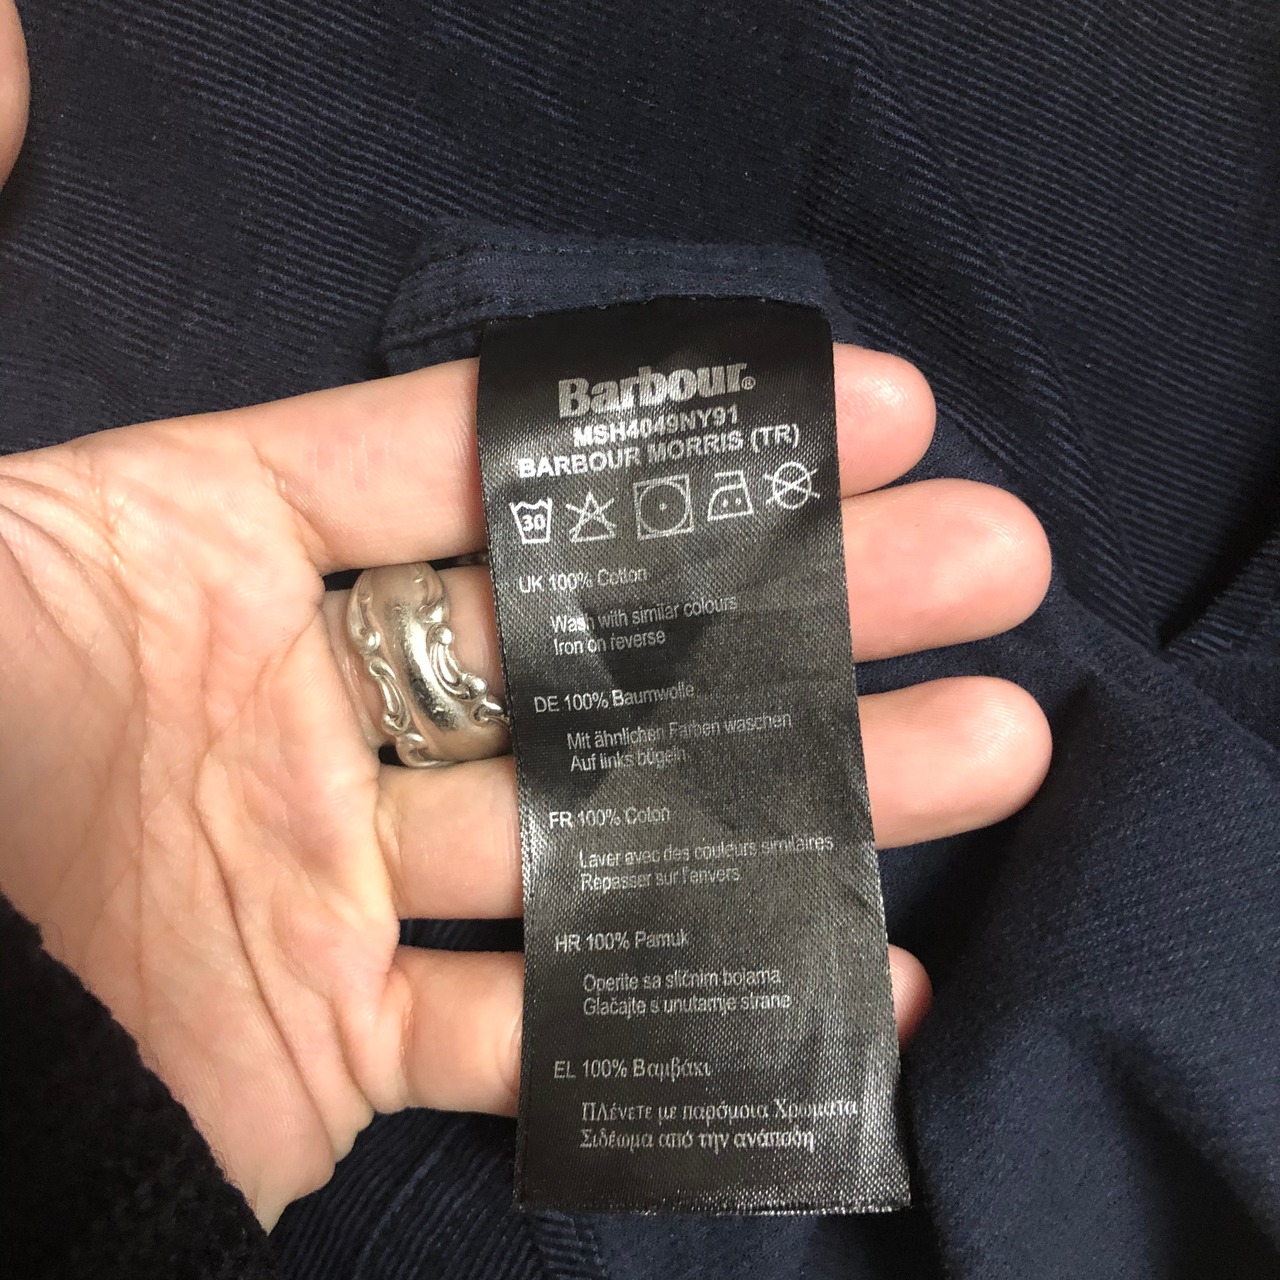 Barbour®
MSH4049NY91
BARBOUR MORRIS (TR)
30
UK 100% Cotton
Wash with similar colours
Iron on reverse
DE 100% Baumwolle
Mit ähnlichen Farben waschen
Auf links bügeln
FR 100% Coton
Laver avec des couleurs similaires
Repasser sur l'envers
HR 100% Pamuk
Operite sa sličnim bojama
Glačajte s unutarnje strane
EL 100% Βαμβάκι
Πλένετε με παρόμοια Χρώματα
Σιδέωμα από την ανάποδη